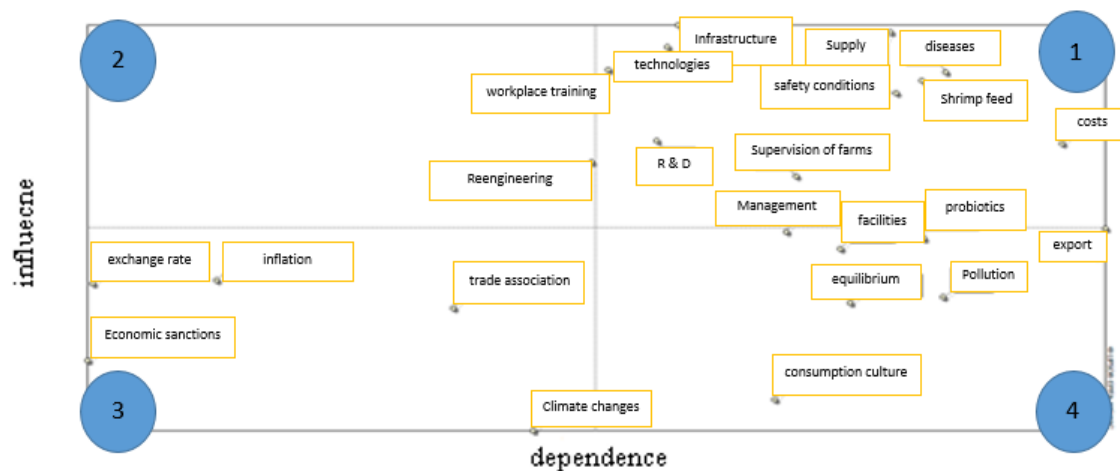 2
1
Infrastructure
Supply
diseases
technologies
workplace training
safety conditions
Shrimp feed
costs
R & D
Supervision of farms
Reengineering
Management
facilities
probiotics
export
exchange rate
inflation
trade association
equilibrium
Pollution
Economic sanctions
consumption culture
Climate changes
3
4
influecne
dependence